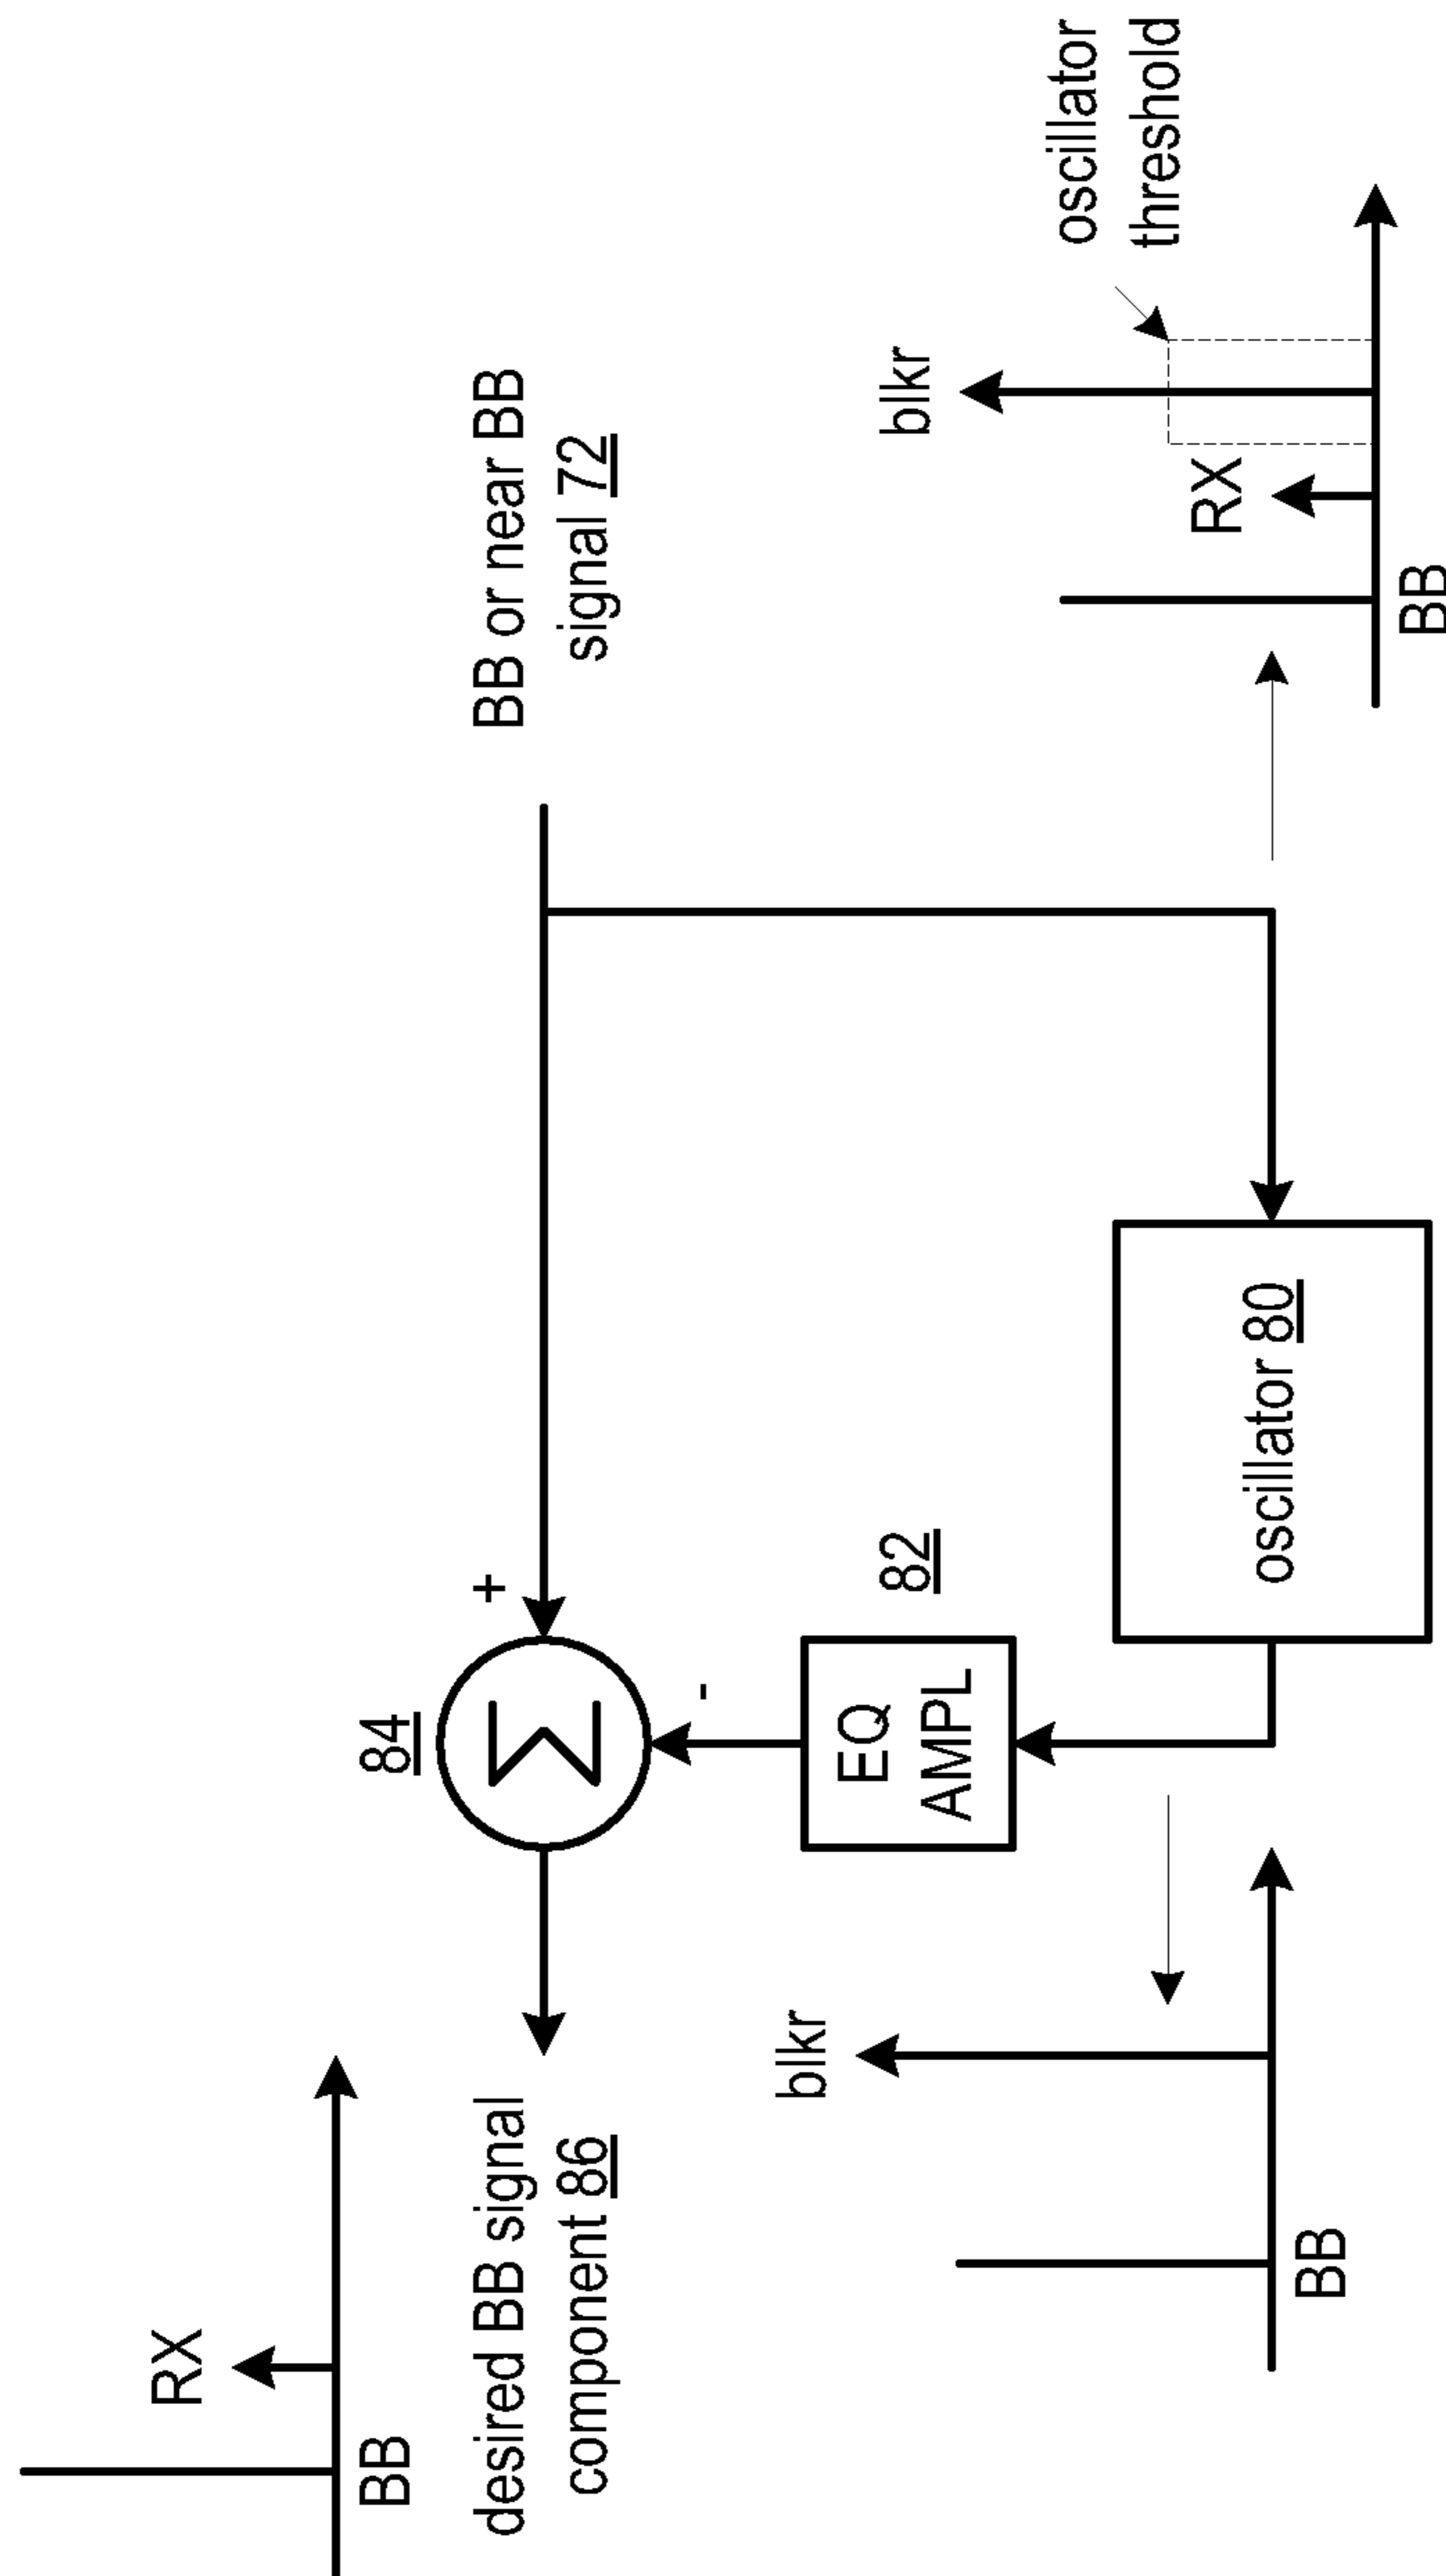 RX
BB
desired BB signal
component 86
84
+
BB or near BB
signal 72
-
EQ
AMPL
82
blkr
BB
oscillator 80
blkr
RX
BB
oscillator
threshold